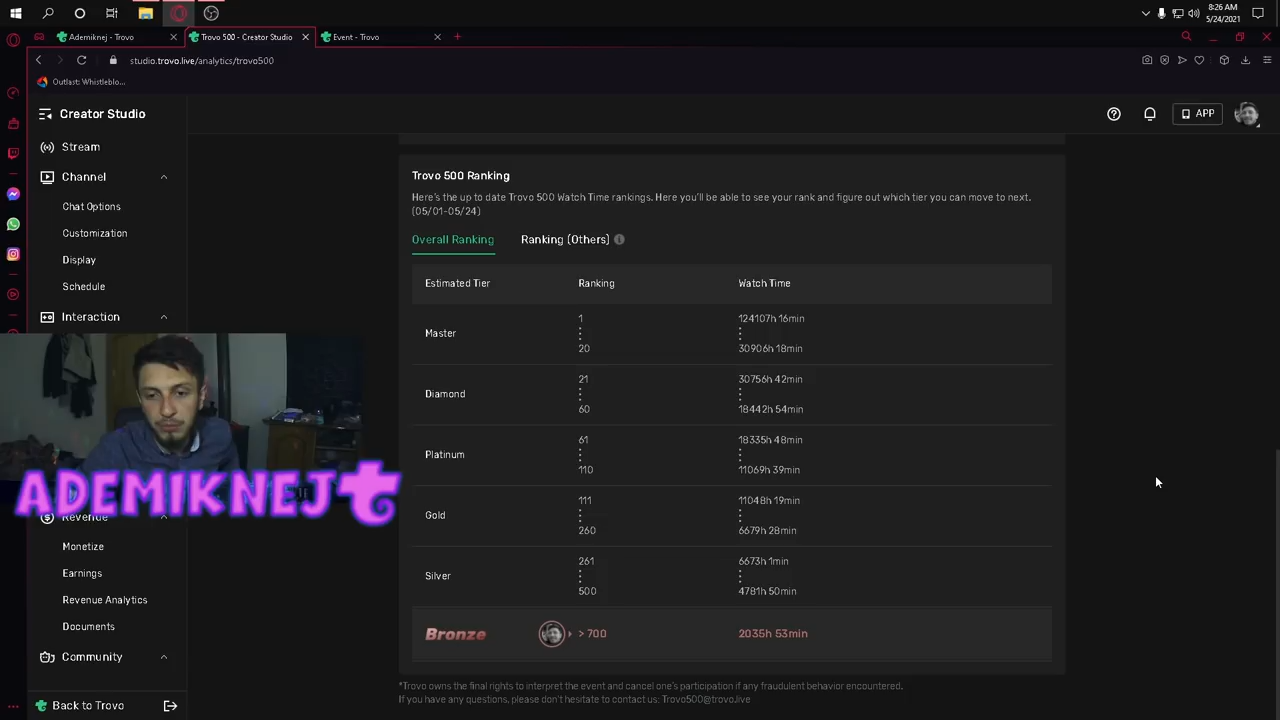 8:26 AM
5/24/2021
Ademiknej - Trovo
Trovo 500 - Creator Studio
Event - Trovo
studio.trovo.live/analytics/trovo500
Outlast: Whistleblo...
Creator Studio
APP
Stream
Channel
Chat Options
Customization
Display
Schedule
Interaction
Revenue
Monetize
Earnings
Revenue Analytics
Documents
Community
Back to Trovo
ADEMIKNEJ
Trovo 500 Ranking
Here's the up to date Trovo 500 Watch Time rankings. Here you'll be able to see your rank and figure out which tier you can move to next.
(05/01-05/24)
Overall Ranking Ranking (Others)
Estimated Tier Ranking Watch Time
Master
1 124107h 16min
20 30906h 18min
Diamond
21 30756h 42min
60 18442h 54min
Platinum
61 18335h 48min
110 11069h 39min
Gold
111 11048h 19min
260 6679h 28min
Silver
261 6673h 1min
500 4781h 50min
Bronze > 700 2035h 53min
*Trovo owns the final rights to interpret the event and cancel one's participation if any fraudulent behavior encountered.
If you have any questions, please don't hesitate to contact us: Trovo500@trovo.live